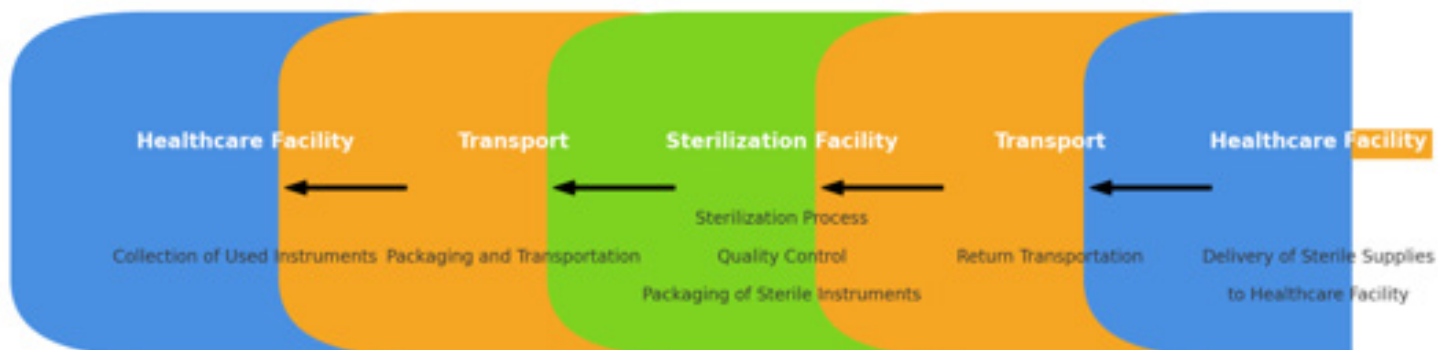 Healthcare Facility
Collection of Used Instruments
Transport
Packaging and Transportation
Sterilization Facility
Sterilization Process
Quality Control
Packaging of Sterile Instruments
Transport
Return Transportation
Healthcare Facility
Delivery of Sterile Supplies
to Healthcare Facility